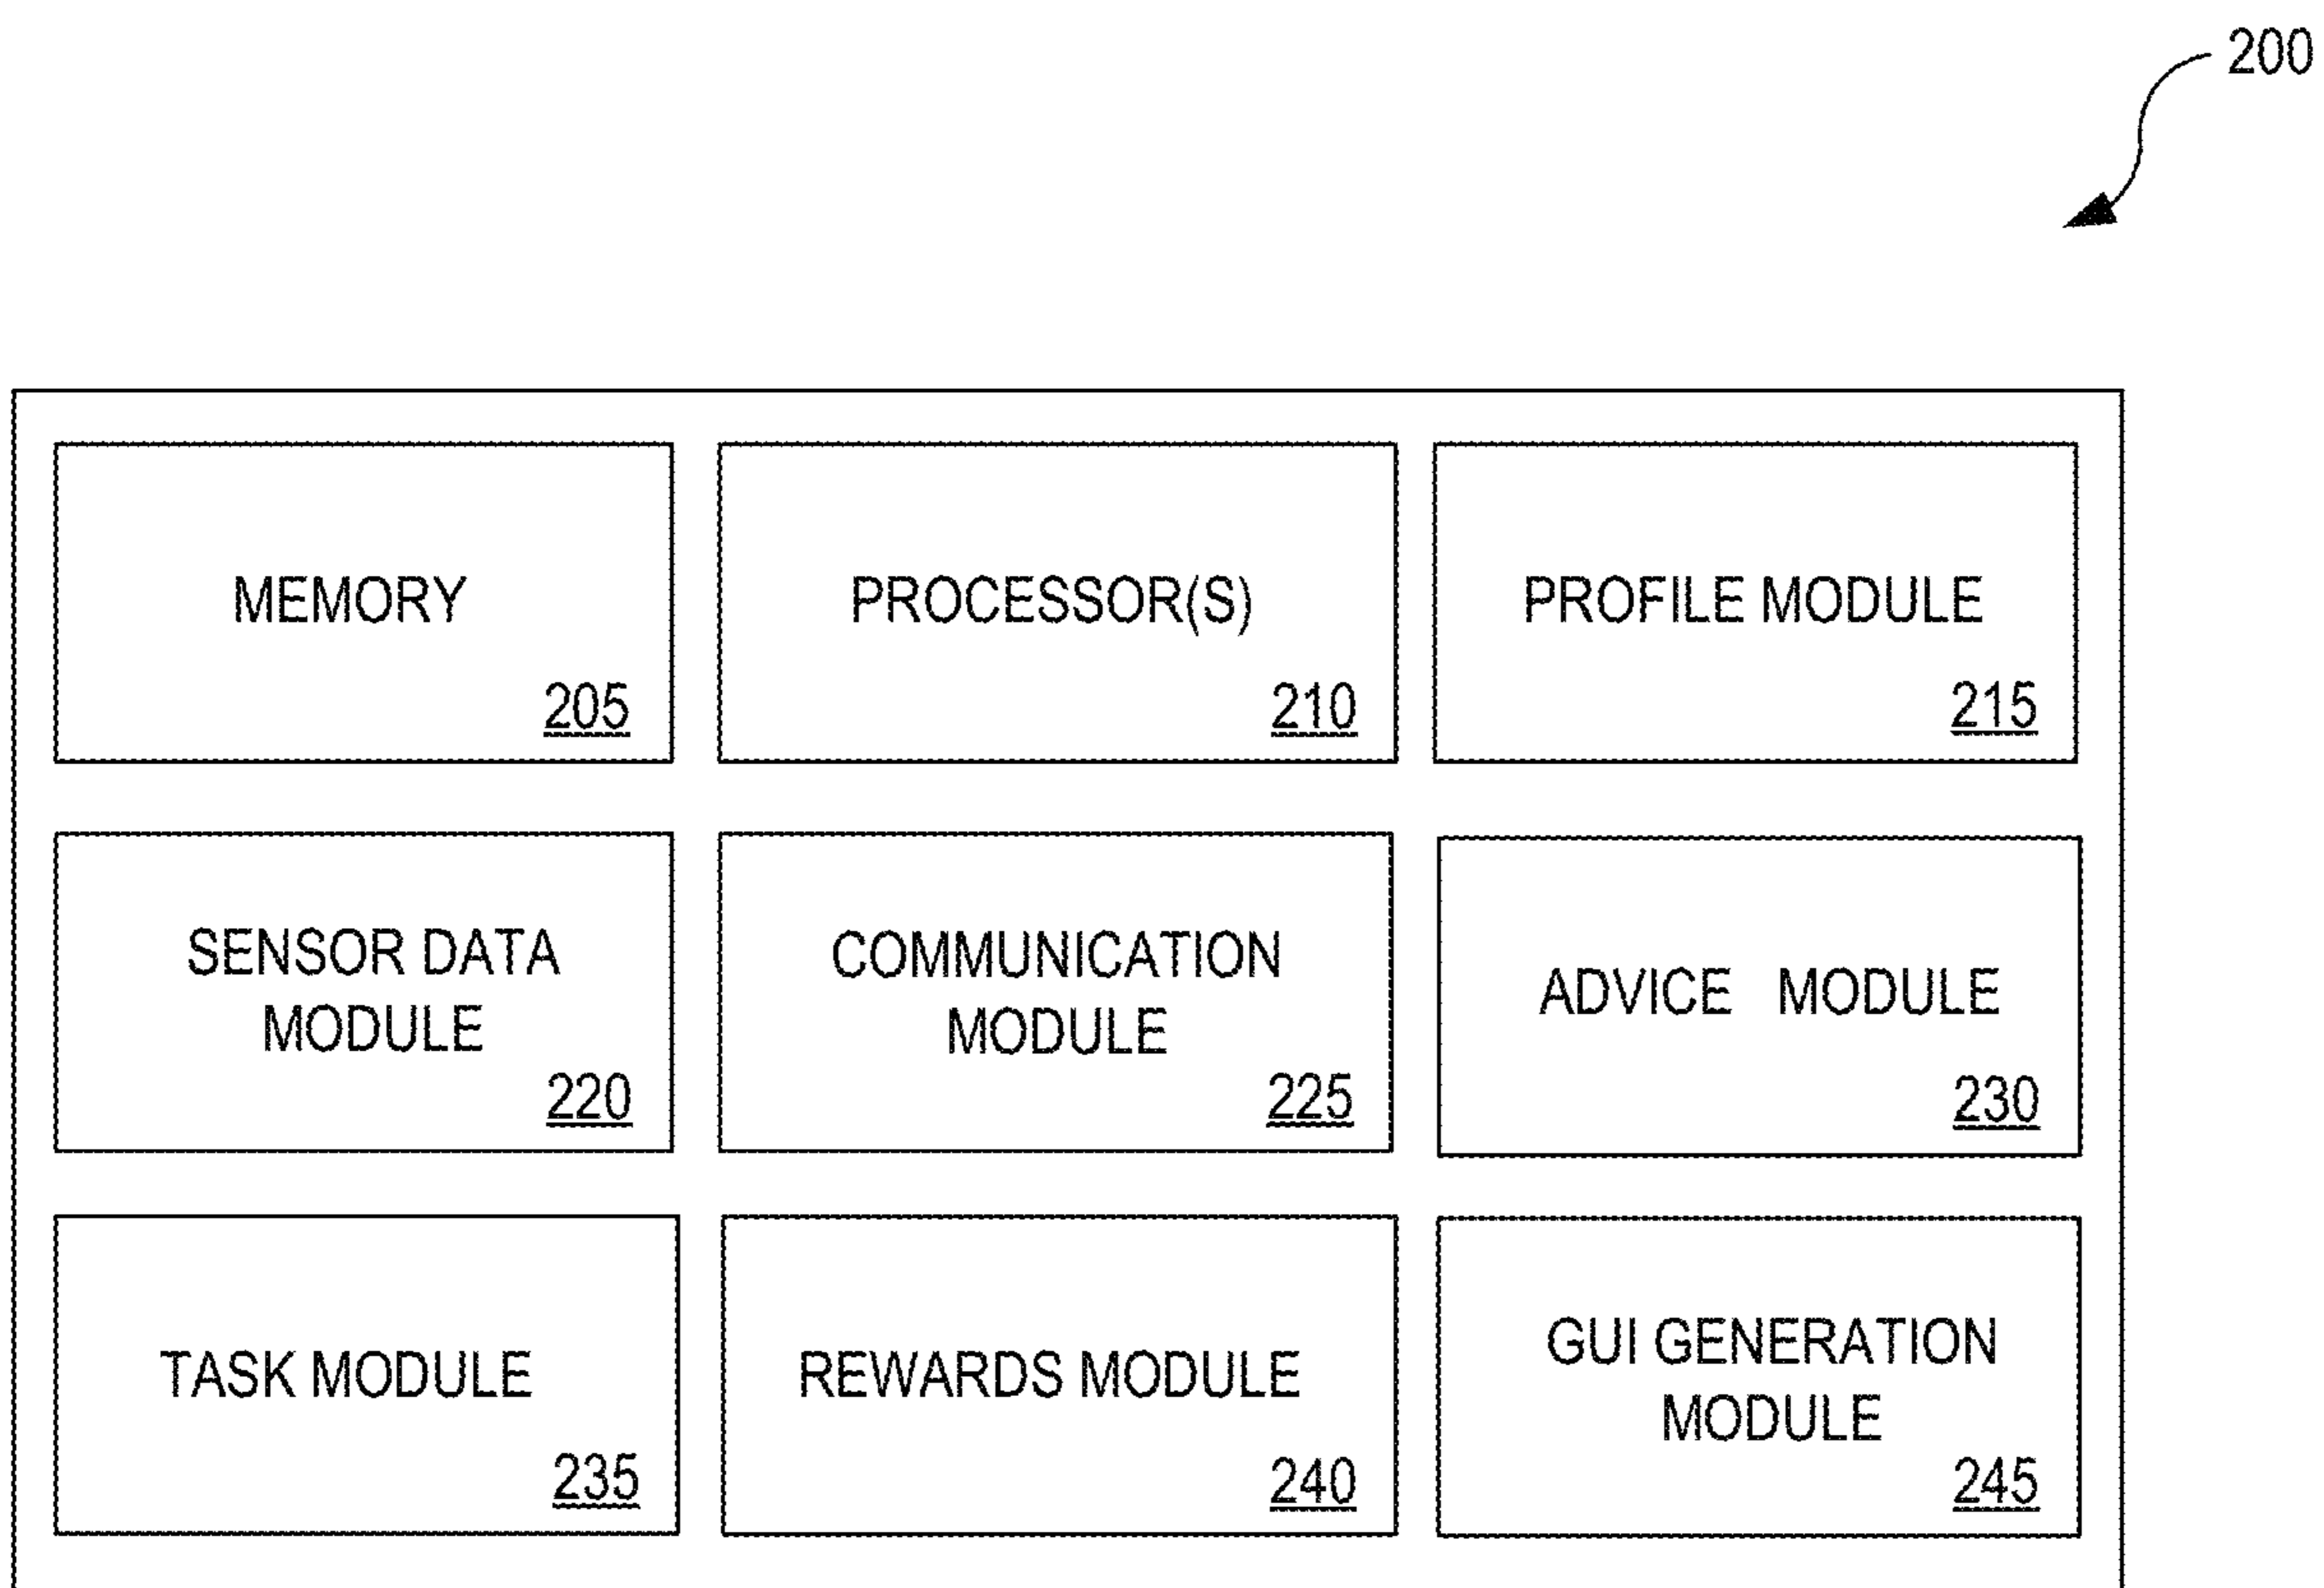 200
MEMORY
205
PROCESSOR(S)
210
PROFILE MODULE
215
SENSOR DATA
MODULE
220
COMMUNICATION
MODULE
225
ADVICE MODULE
230
TASK MODULE
235
REWARDS MODULE
240
GUI GENERATION
MODULE
245